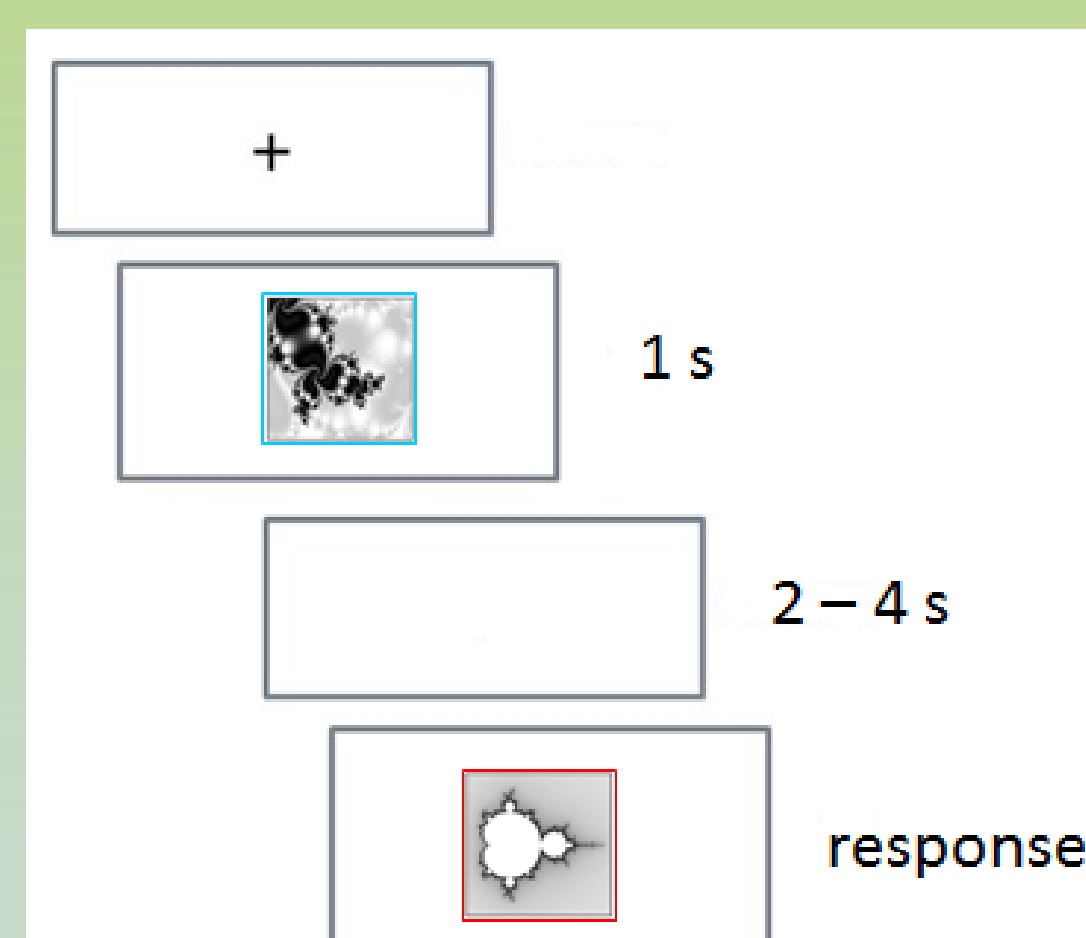 +
1 s
2 – 4 s
response